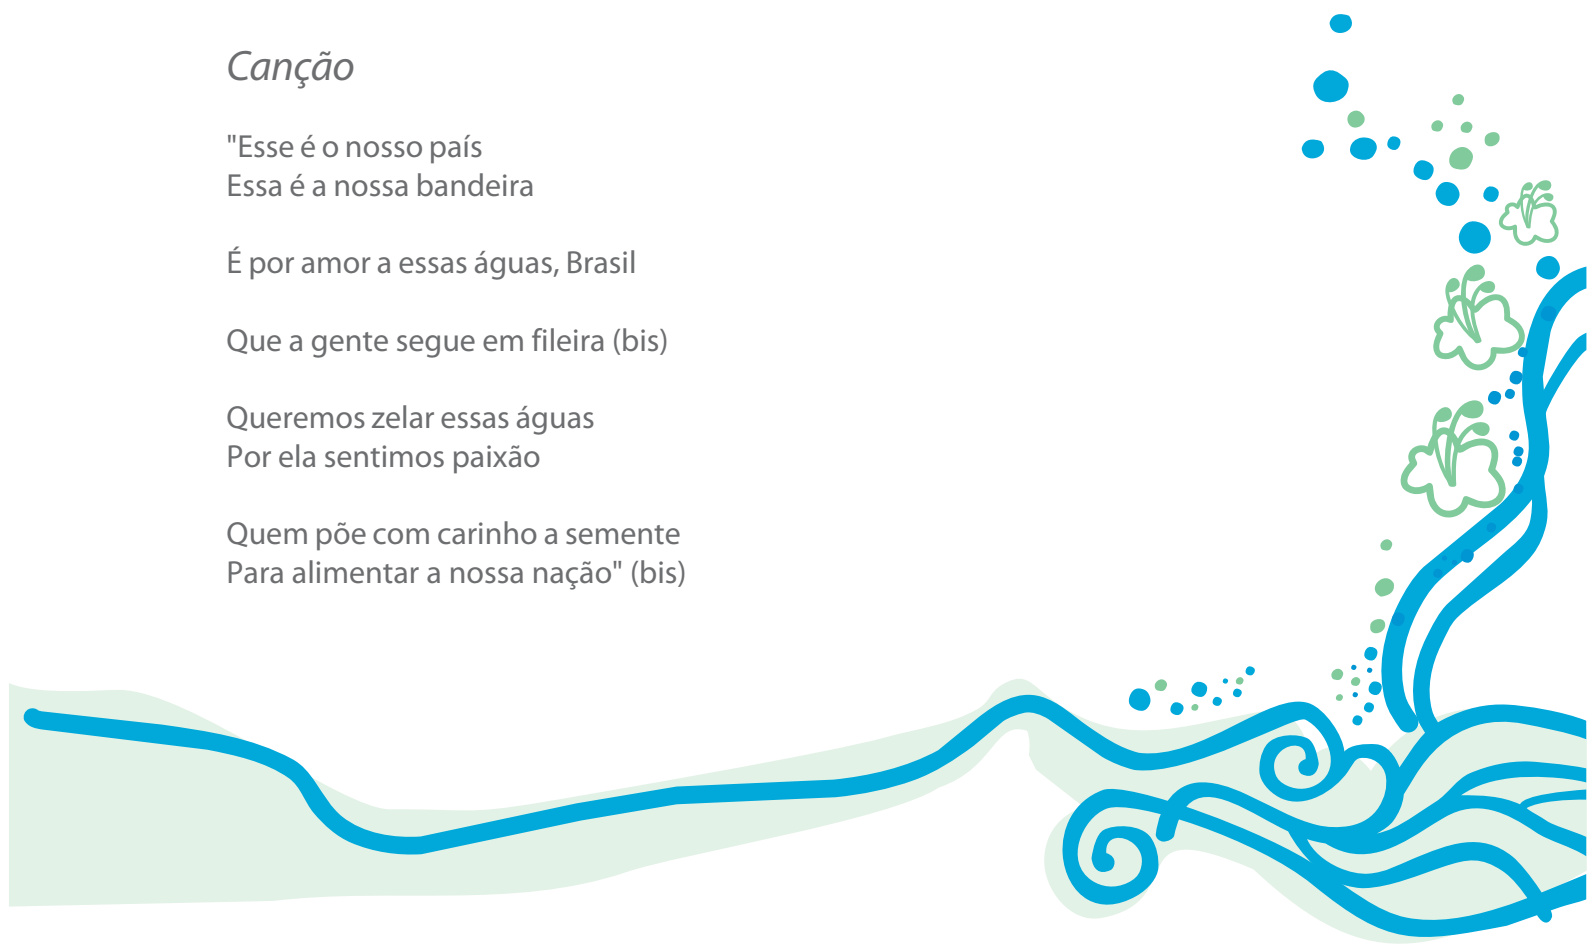 Canção
"Esse é o nosso país
Essa é a nossa bandeira
É por amor a essas águas, Brasil
Que a gente segue em fileira (bis)
Queremos zelar essas águas
Por ela sentimos paixão
Quem põe com carinho a semente
Para alimentar a nossa nação" (bis)